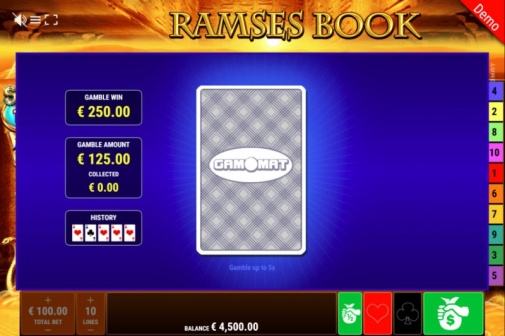 RAMSES BOOK
Demo
GAMBLE WIN
€ 250.00
GAMBLE AMOUNT
€ 125.00
COLLECTED
€ 0.00
HISTORY
GAMOMAT
Gamble up to 5x
4
2
8
10
1
6
7
9
3
5
€ 100.00
TOTAL BET
10
LINES
BALANCE € 4,500.00
½
$